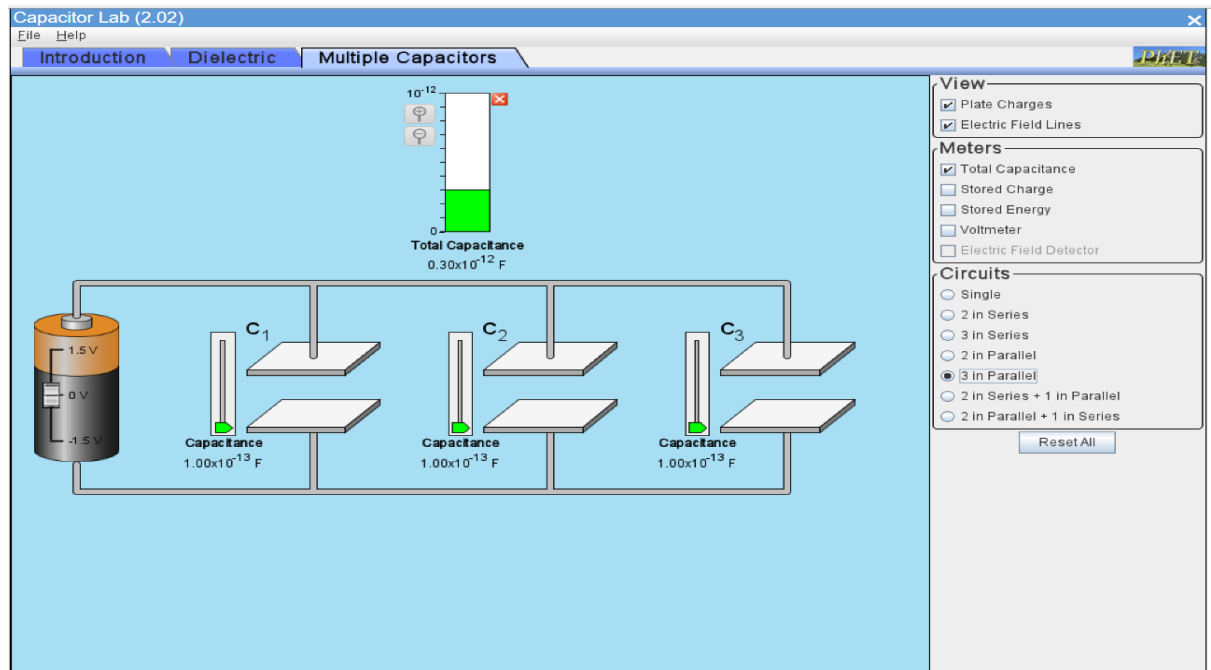 Capacitor Lab (2.02)
File Help
Introduction Dielectric Multiple Capacitors
PhET
10⁻¹²
0
Total Capacitance
0.30x10⁻¹² F
1.5 V
0 V
-1.5 V
C₁
Capacitance
1.00x10⁻¹³ F
C₂
Capacitance
1.00x10⁻¹³ F
C₃
Capacitance
1.00x10⁻¹³ F
View
Plate Charges
Electric Field Lines
Meters
Total Capacitance
Stored Charge
Stored Energy
Voltmeter
Electric Field Detector
Circuits
Single
2 in Series
3 in Series
2 in Parallel
3 in Parallel
2 in Series + 1 in Parallel
2 in Parallel + 1 in Series
Reset All